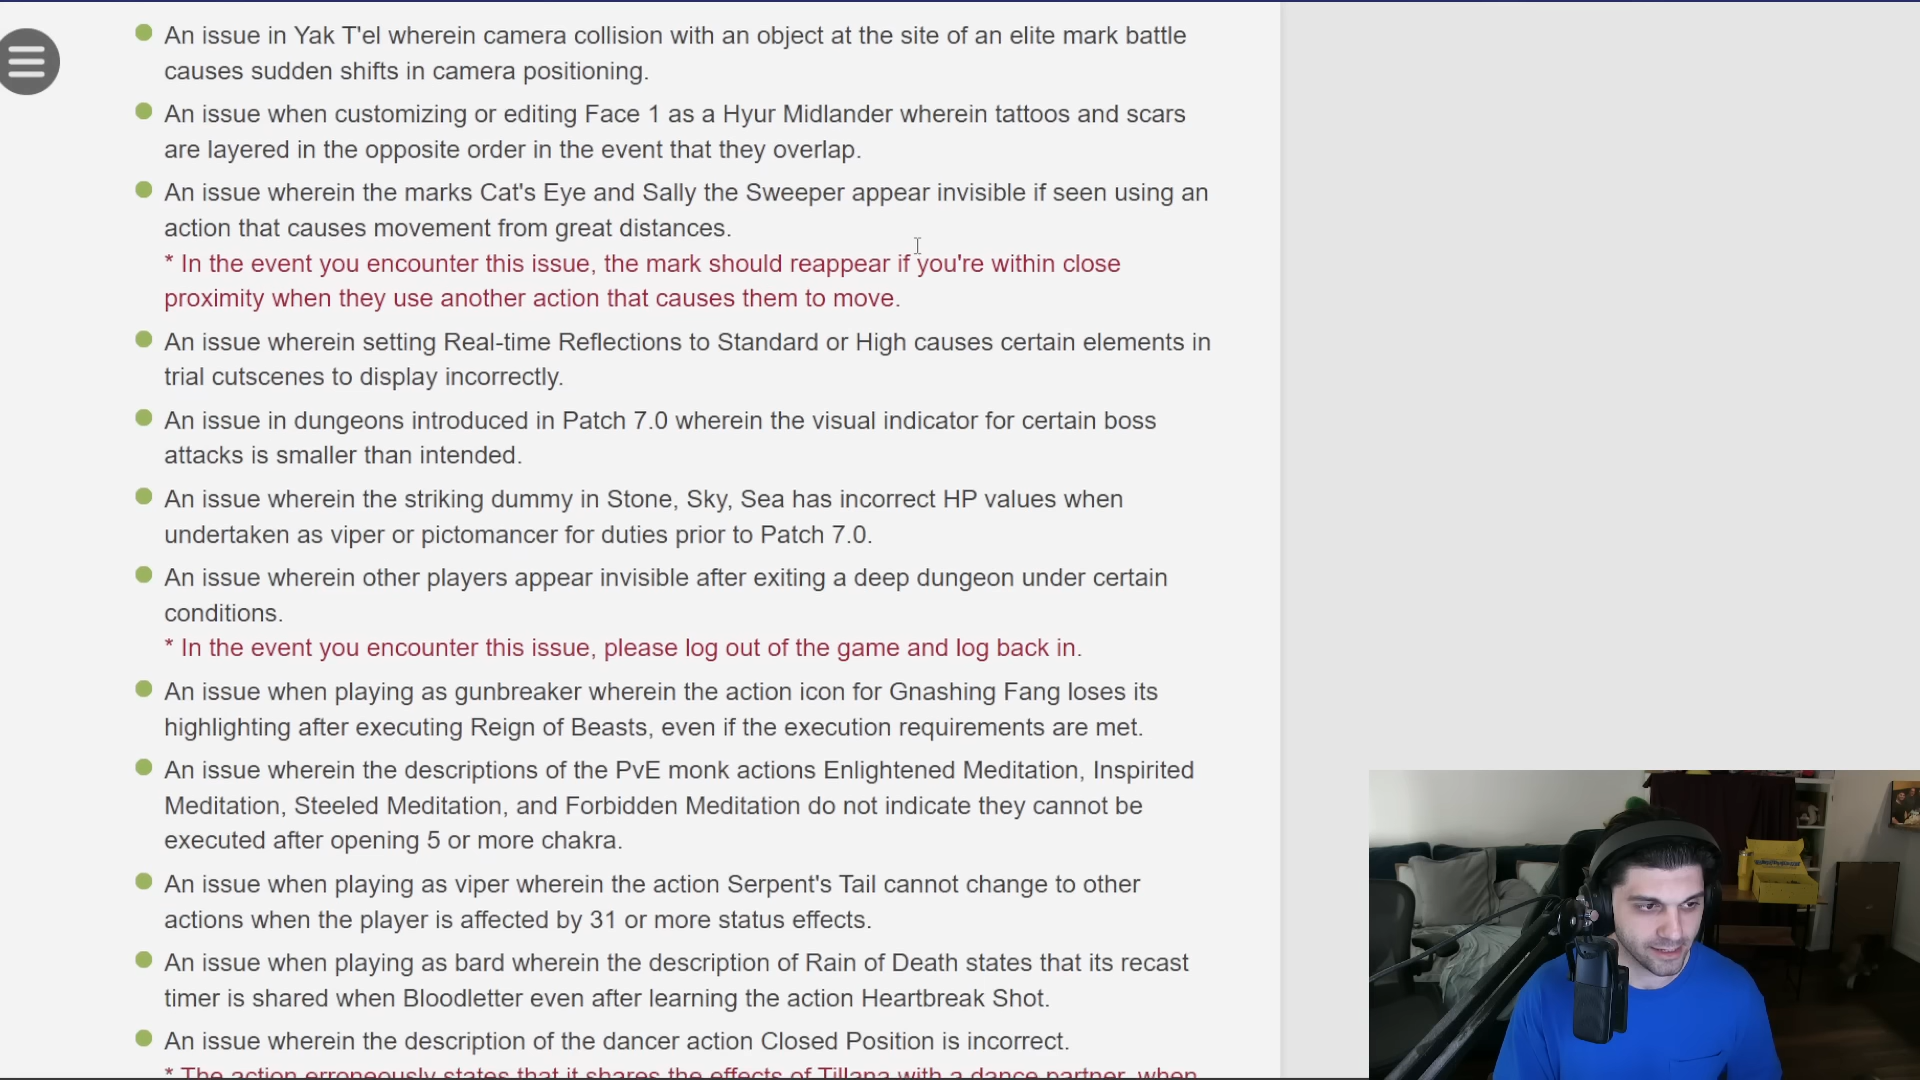 An issue in Yak T'el wherein camera collision with an object at the site of an elite mark battle
causes sudden shifts in camera positioning.
An issue when customizing or editing Face 1 as a Hyur Midlander wherein tattoos and scars
are layered in the opposite order in the event that they overlap.
An issue wherein the marks Cat's Eye and Sally the Sweeper appear invisible if seen using an
action that causes movement from great distances.
* In the event you encounter this issue, the mark should reappear if you're within close
proximity when they use another action that causes them to move.
An issue wherein setting Real-time Reflections to Standard or High causes certain elements in
trial cutscenes to display incorrectly.
An issue in dungeons introduced in Patch 7.0 wherein the visual indicator for certain boss
attacks is smaller than intended.
An issue wherein the striking dummy in Stone, Sky, Sea has incorrect HP values when
undertaken as viper or pictomancer for duties prior to Patch 7.0.
An issue wherein other players appear invisible after exiting a deep dungeon under certain
conditions.
* In the event you encounter this issue, please log out of the game and log back in.
An issue when playing as gunbreaker wherein the action icon for Gnashing Fang loses its
highlighting after executing Reign of Beasts, even if the execution requirements are met.
An issue wherein the descriptions of the PvE monk actions Enlightened Meditation, Inspirited
Meditation, Steeled Meditation, and Forbidden Meditation do not indicate they cannot be
executed after opening 5 or more chakra.
An issue when playing as viper wherein the action Serpent's Tail cannot change to other
actions when the player is affected by 31 or more status effects.
An issue when playing as bard wherein the description of Rain of Death states that its recast
timer is shared when Bloodletter even after learning the action Heartbreak Shot.
An issue wherein the description of the dancer action Closed Position is incorrect.
* The action erroneously states that it shares the effects of Tillana with a dance partner, when